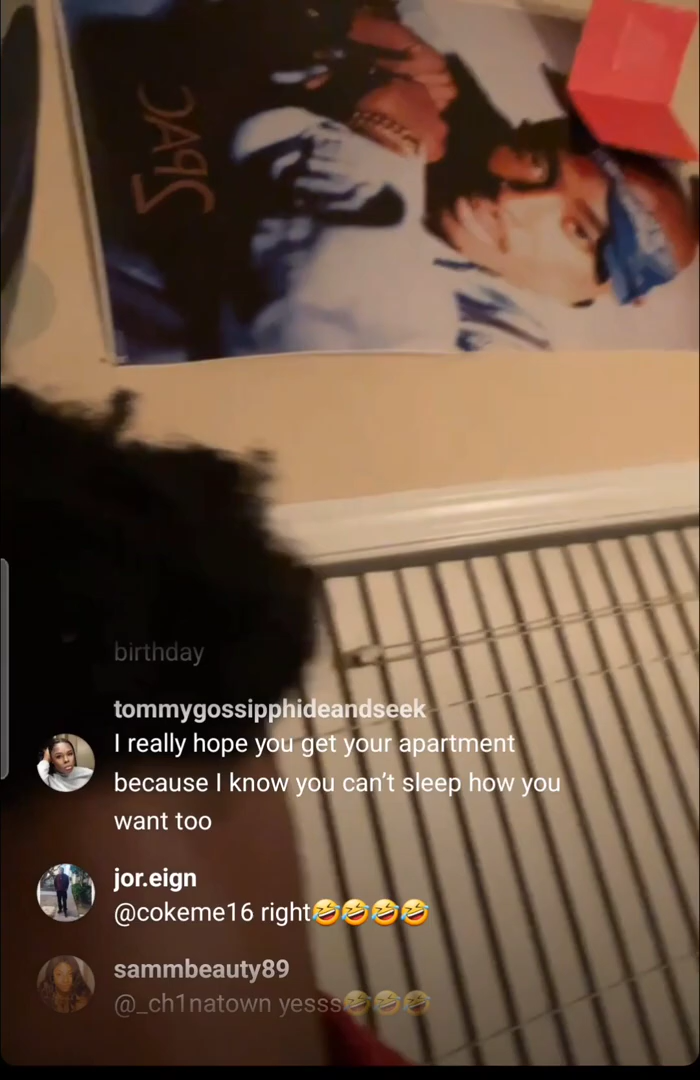 2PAC
birthday
tommygossipphideandseek
I really hope you get your apartment
because I know you can't sleep how you
want too
jor.eign
@cokeme16 right🤣🤣🤣🤣
sammbeauty89
@_ch1natown yesss🤣🤣🤣